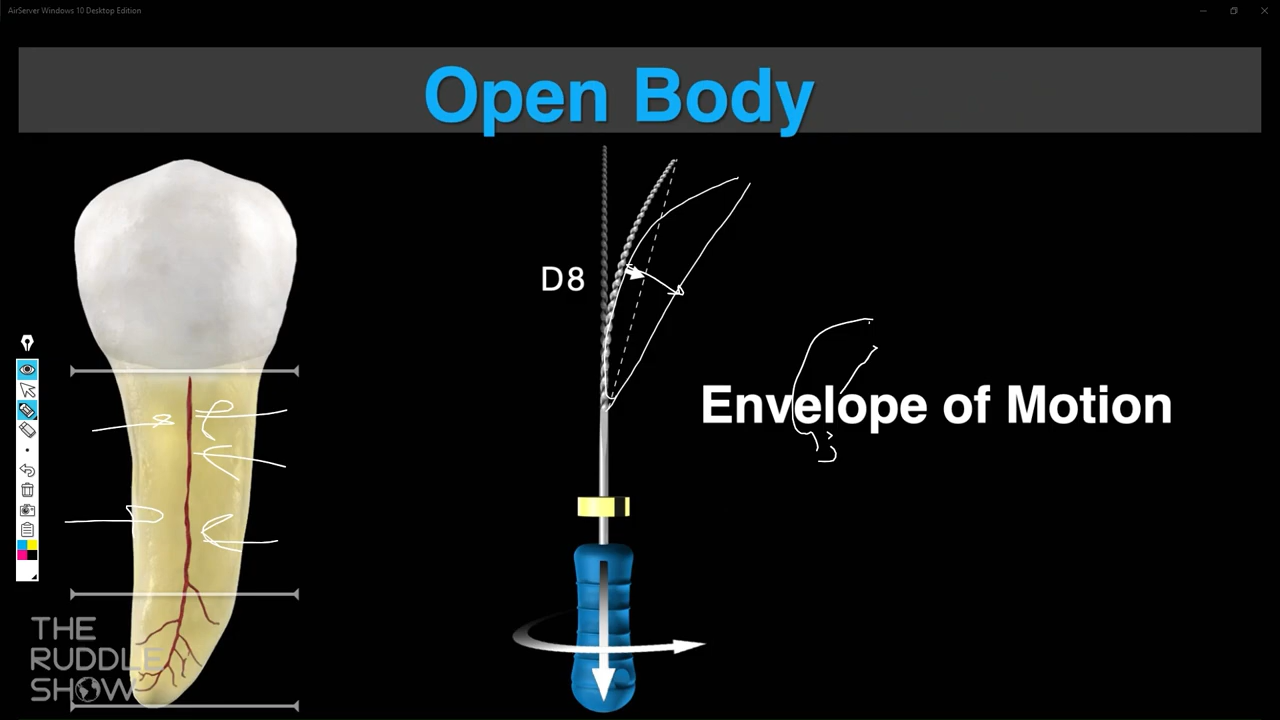 AirServer Windows 10 Desktop Edition
Open Body
D8
Envelope of Motion
THE
RUDDLE
SHOW